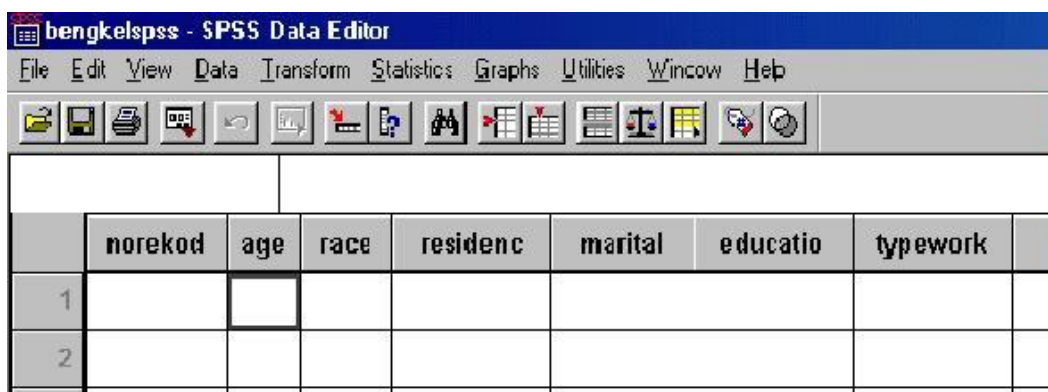 bengkelspss - SPSS Data Editor
File Edit View Data Transform Statistics Graphs Utilities Window Help
norekod age race residenc marital educatio typework
1
2